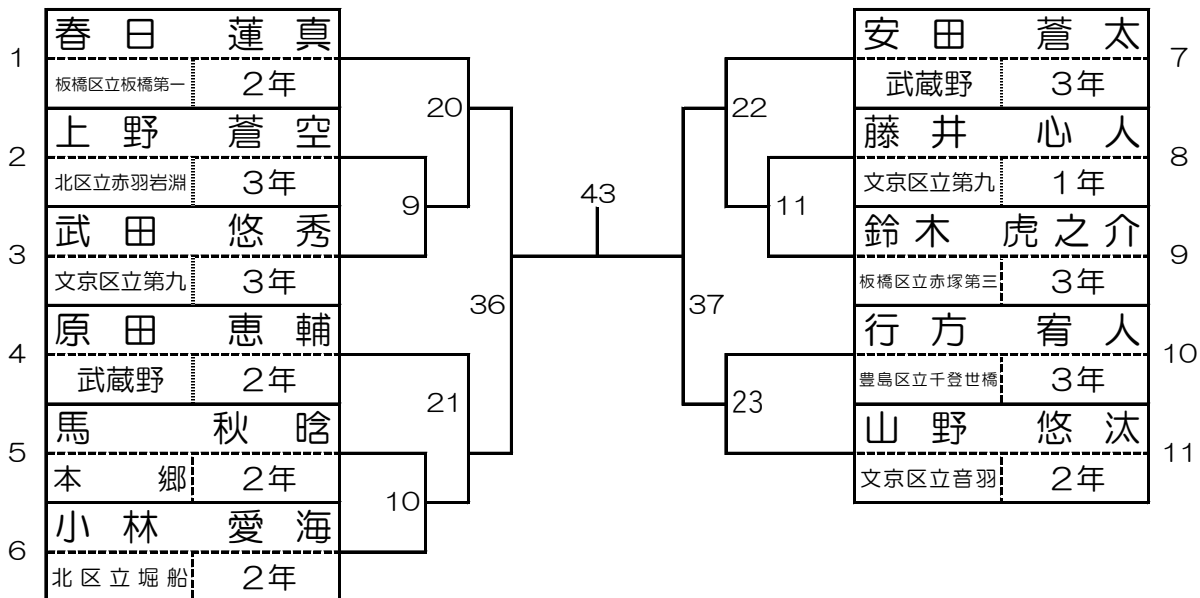 1
春日 蓮真
板橋区立板橋第一 2年
2
上野 蒼空
北区立赤羽岩淵 3年
3
武田 悠秀
文京区立第九 3年
4
原田 恵輔
武蔵野 2年
5
馬 秋晗
本郷 2年
6
小林 愛海
北区立堀船 2年
20
9
36
21
10
43
22
11
37
23
安田 蒼太
7
武蔵野 3年
藤井 心人
8
文京区立第九 1年
鈴木 虎之介
9
板橋区立赤塚第三 3年
行方 宥人
10
豊島区立千登世橋 3年
山野 悠汰
11
文京区立音羽 2年